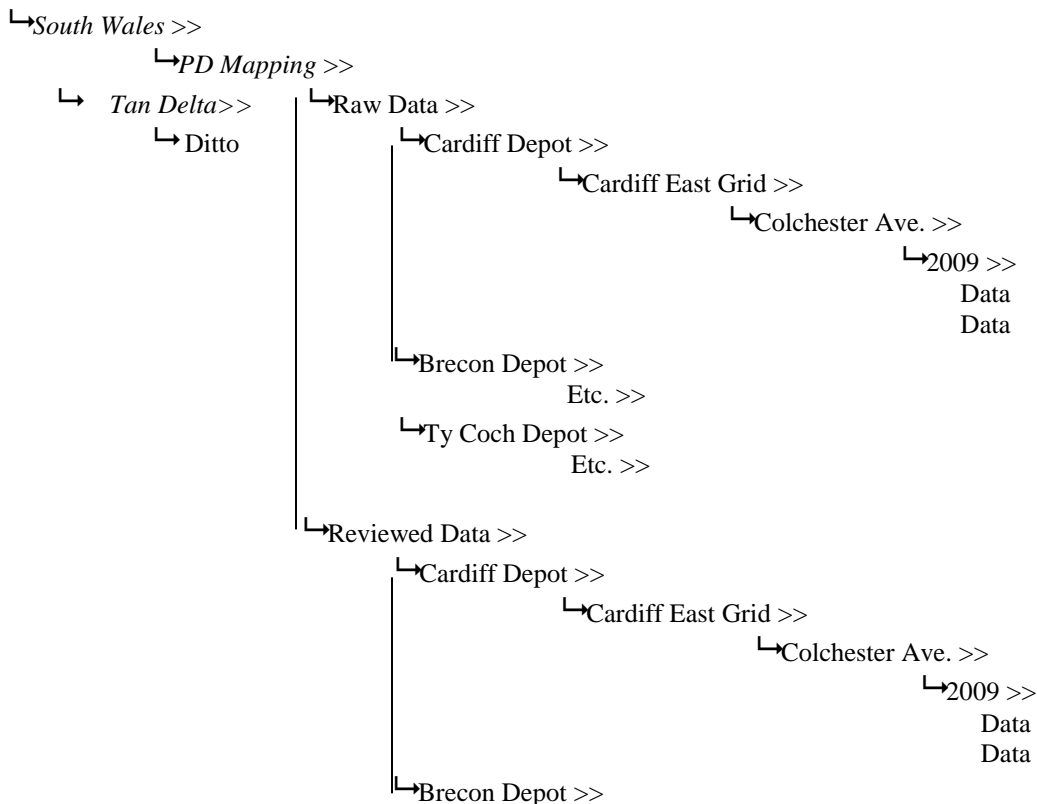 South Wales >>
PD Mapping >>
Tan Delta>> Raw Data >>
Ditto Cardiff Depot >>
Cardiff East Grid >>
Colchester Ave. >>
2009 >>
Data
Data
Brecon Depot >>
Etc. >>
Ty Coch Depot >>
Etc. >>
Reviewed Data >>
Cardiff Depot >>
Cardiff East Grid >>
Colchester Ave. >>
2009 >>
Data
Data
Brecon Depot >>